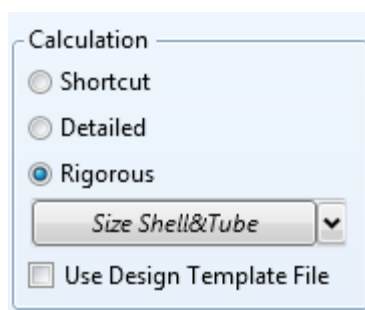 Calculation
Shortcut
Detailed
Rigorous
Size Shell&Tube
Use Design Template File